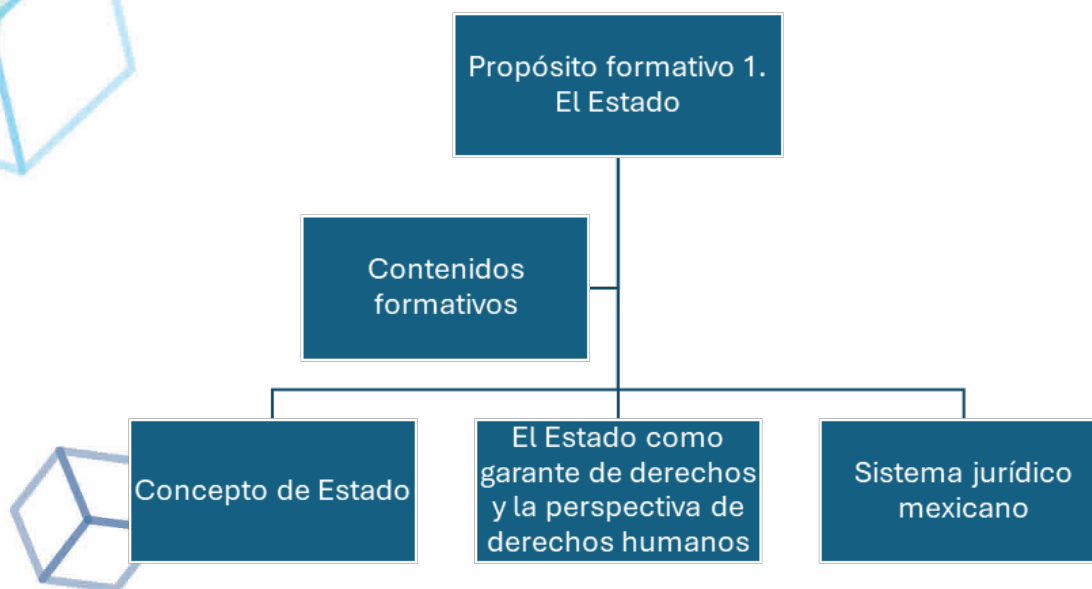 Propósito formativo 1.
El Estado
Contenidos
formativos
Concepto de Estado
El Estado como
garante de derechos
y la perspectiva de
derechos humanos
Sistema jurídico
mexicano